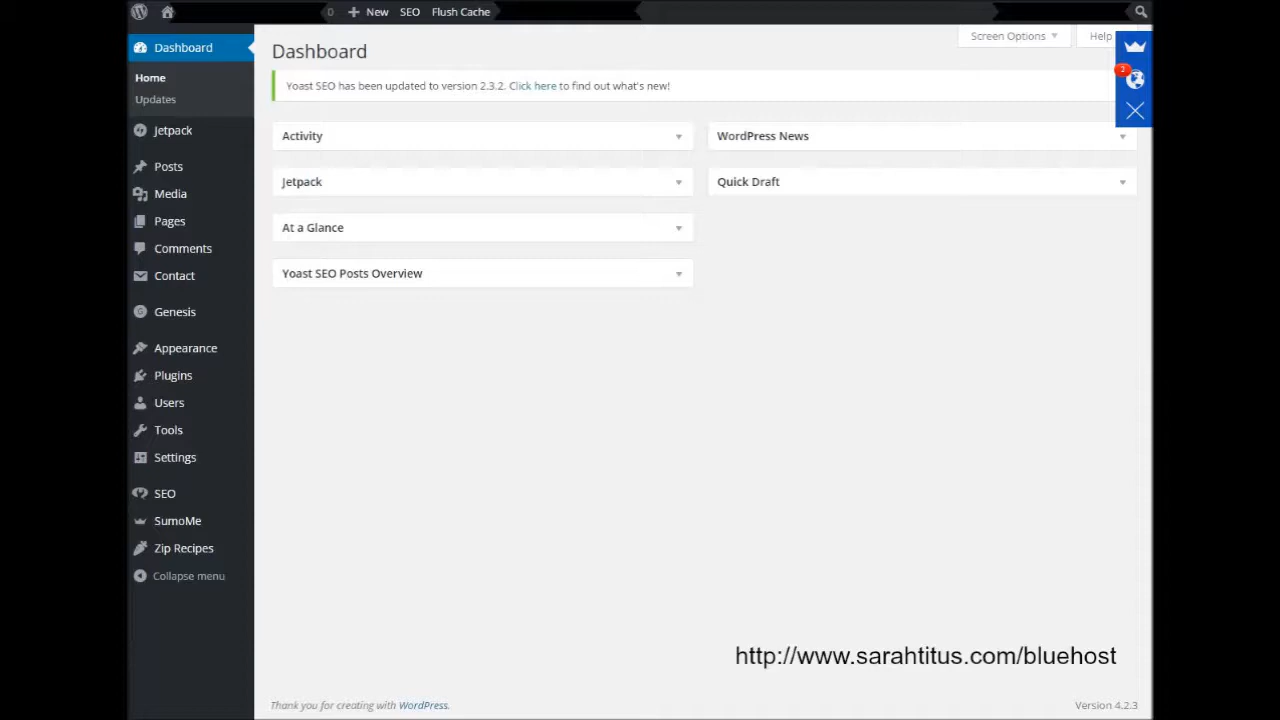 0 New SEO Flush Cache
Dashboard
Home
Updates
Jetpack
Posts
Media
Pages
Comments
Contact
Genesis
Appearance
Plugins
Users
Tools
Settings
SEO
SumoMe
Zip Recipes
Collapse menu
Screen Options
Help
Dashboard
2
Yoast SEO has been updated to version 2.3.2. Click here to find out what's new!
Activity
Jetpack
At a Glance
Yoast SEO Posts Overview
WordPress News
Quick Draft
http://www.sarahtitus.com/bluehost
Thank you for creating with WordPress.
Version 4.2.3